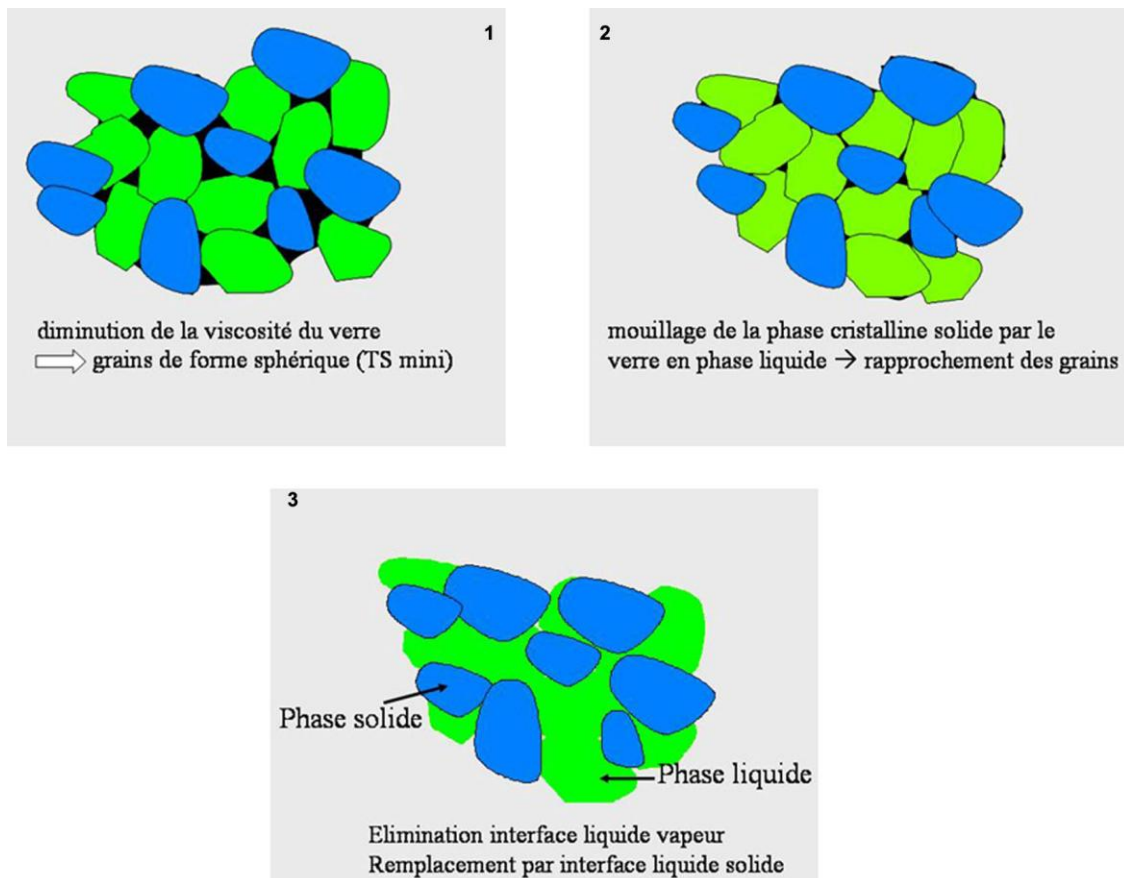 1
diminution de la viscosité du verre
⇨ grains de forme sphérique (TS mini)
2
mouillage de la phase cristalline solide par le
verre en phase liquide → rapprochement des grains
3
Phase solide
Phase liquide
Elimination interface liquide vapeur
Remplacement par interface liquide solide